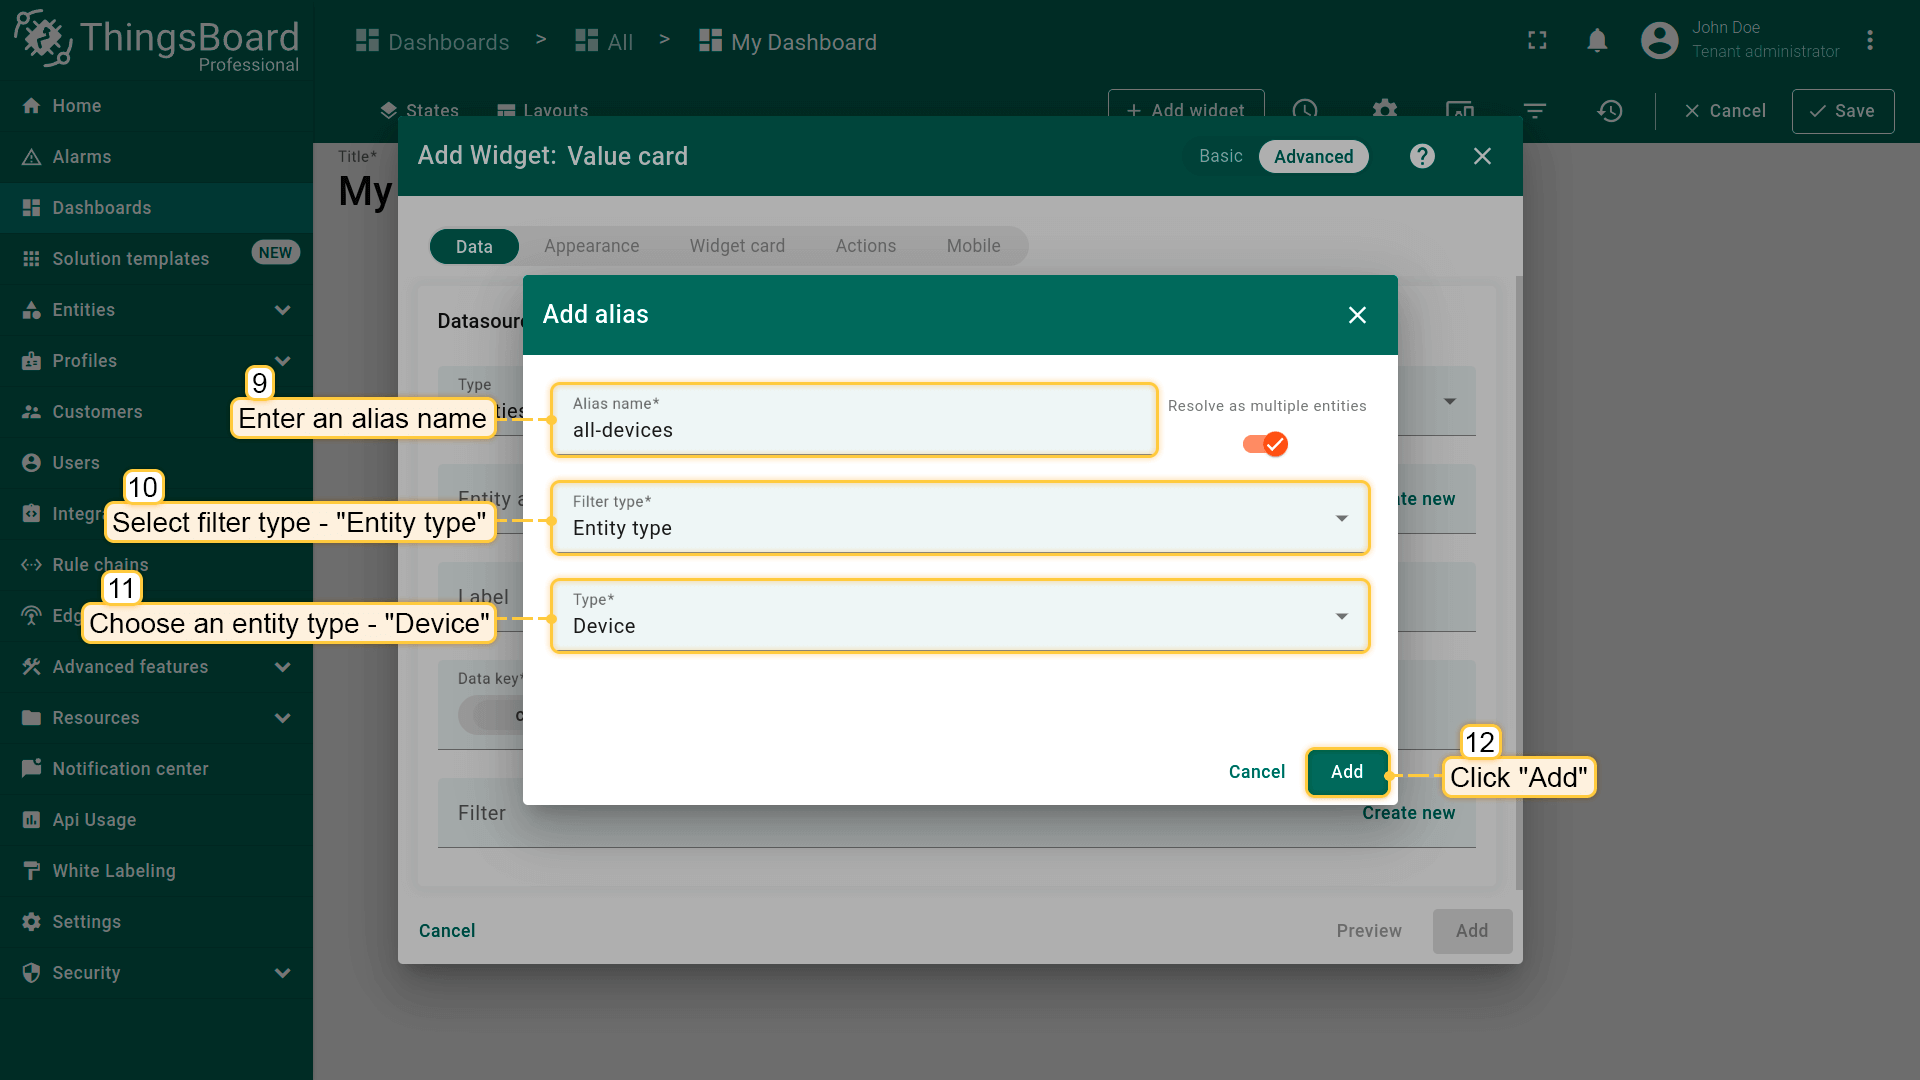 ThingsBoard
Professional
Dashboards > All > My Dashboard
John Doe
Tenant administrator
Home
Alarms
Dashboards
Solution templates NEW
Entities
Profiles
Customers
Users
Integr
Rule chains
Edg
Advanced features
Resources
Notification center
Api Usage
White Labeling
Settings
Security
States Layouts
+ Add widget
Cancel
Save
Title*
My
Add Widget: Value card
Basic Advanced
Data Appearance Widget card Actions Mobile
Datasour
Type
ties
Entity a
te new
Label
Data key*
Filter
Create new
Cancel
Preview
Add
Add alias
Alias name*
all-devices
Resolve as multiple entities
Filter type*
Entity type
Type*
Device
Cancel
Add
9
Enter an alias name
10
Select filter type - "Entity type"
11
Choose an entity type - "Device"
12
Click "Add"